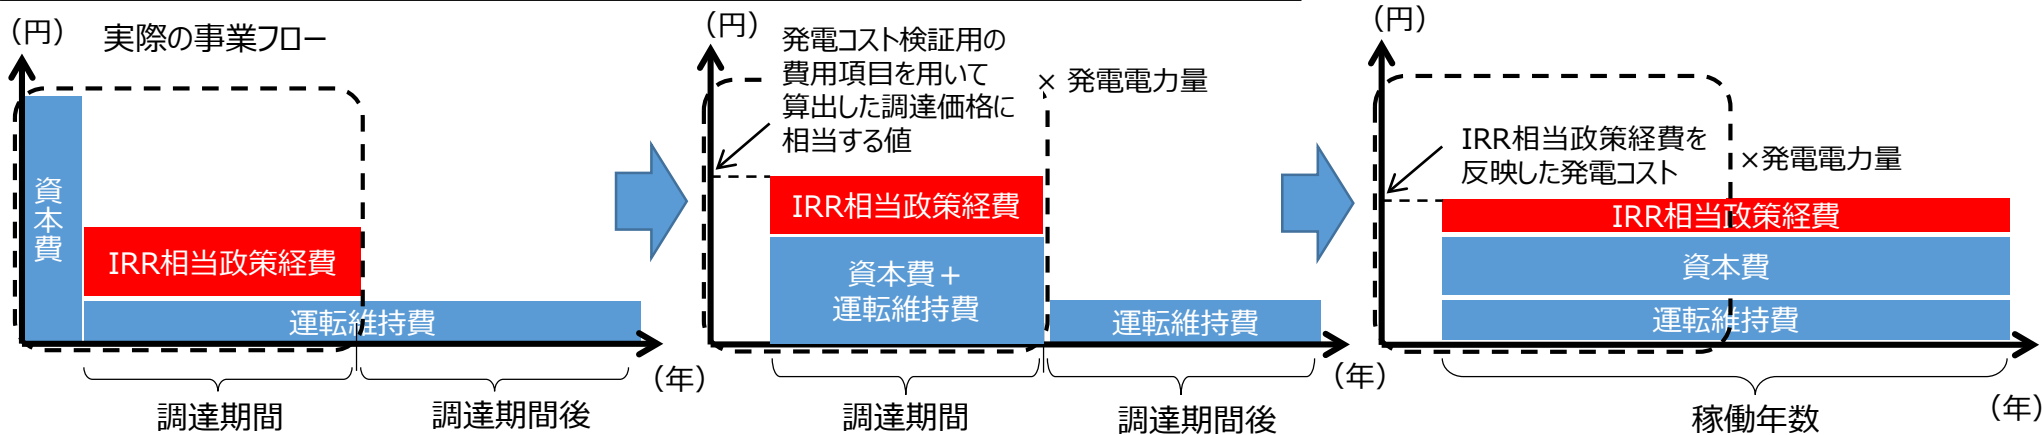 （円）
実際の事業フロー
資本費
IRR相当政策経費
運転維持費
調達期間
調達期間後
（年）
（円）
発電コスト検証用の
費用項目を用いて
算出した調達価格に
相当する値
× 発電電力量
IRR相当政策経費
資本費＋
運転維持費
運転維持費
調達期間
調達期間後
（年）
（円）
IRR相当政策経費を
反映した発電コスト
×発電電力量
IRR相当政策経費
資本費
運転維持費
稼働年数
（年）